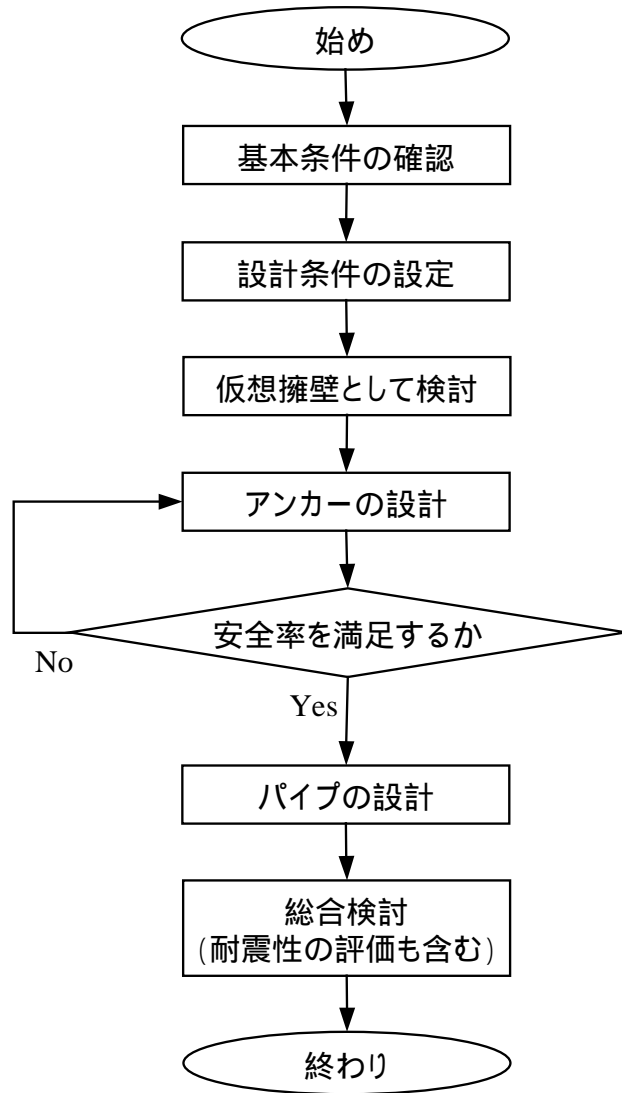 始め
基本条件の確認
設計条件の設定
仮想擁壁として検討
アンカーの設計
安全率を満足するか
No
Yes
パイプの設計
総合検討
(耐震性の評価も含む)
終わり